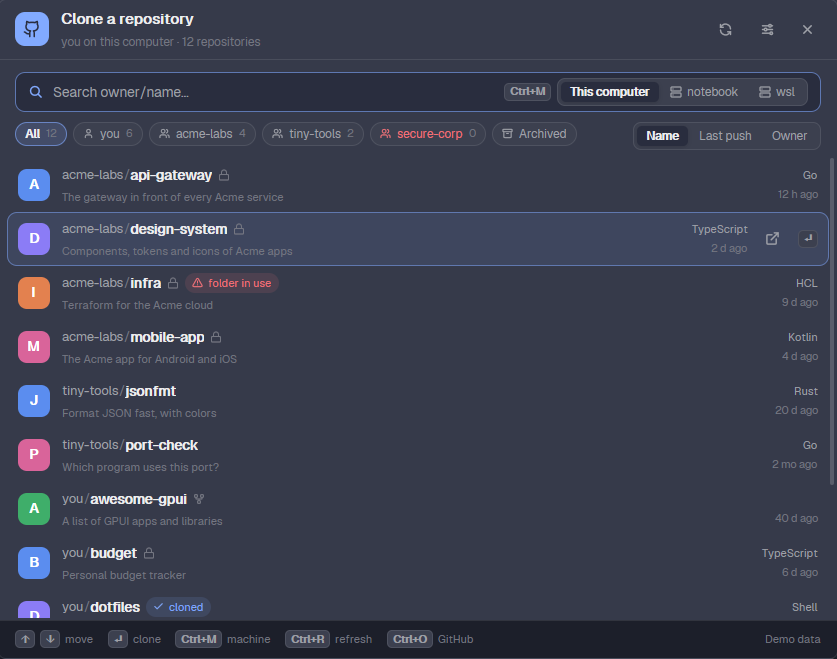 Clone a repository
you on this computer · 12 repositories
Search owner/name... Ctrl+M This computer notebook wsl
All 12 you 6 acme-labs 4 tiny-tools 2 secure-corp 0 Archived Name Last push Owner
A acme-labs/api-gateway Go
The gateway in front of every Acme service 12 h ago
D acme-labs/design-system TypeScript
Components, tokens and icons of Acme apps 2 d ago
I acme-labs/infra folder in use HCL
Terraform for the Acme cloud 9 d ago
M acme-labs/mobile-app Kotlin
The Acme app for Android and iOS 4 d ago
J tiny-tools/jsonfmt Rust
Format JSON fast, with colors 20 d ago
P tiny-tools/port-check Go
Which program uses this port? 2 mo ago
A you/awesome-gpui
A list of GPUI apps and libraries 40 d ago
B you/budget TypeScript
Personal budget tracker 6 d ago
D you/dotfiles cloned Shell
move clone Ctrl+M machine Ctrl+R refresh Ctrl+O GitHub Demo data